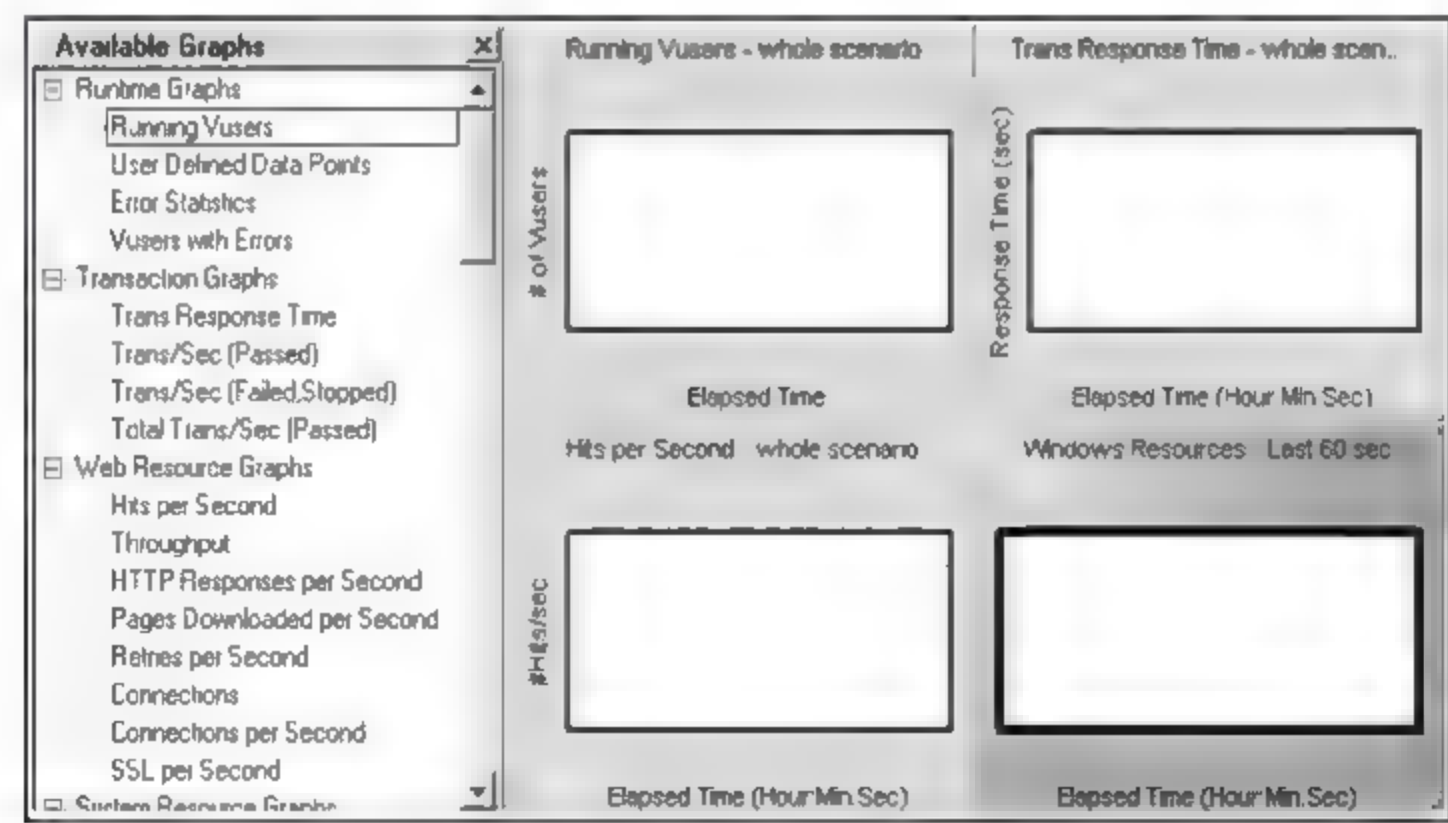 Available Graphs
Runtime Graphs
Running Vusers
User Defined Data Points
Error Statistics
Vusers with Errors
Transaction Graphs
Trans Response Time
Trans/Sec (Passed)
Trans/Sec (Failed,Stopped)
Total Trans/Sec (Passed)
Web Resource Graphs
Hits per Second
Throughput
HTTP Responses per Second
Pages Downloaded per Second
Retries per Second
Connections
Connections per Second
SSL per Second
System Resource Graphs
Running Vusers - whole scenario
# of Vusers
Elapsed Time
Trans Response Time - whole scen..
Response Time (sec)
Elapsed Time (Hour Min Sec)
Hits per Second whole scenario
#Hits/sec
Elapsed Time (Hour Min.Sec)
Windows Resources Last 60 sec
Elapsed Time (Hour Min.Sec)